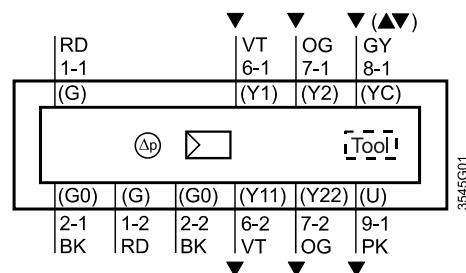 (▲▼)
RD VT OG GY
1-1 6-1 7-1 8-1
(G) (Y1) (Y2) (YC)
Δp Tool
(G0) (G) (G0) (Y11) (Y22) (U)
2-1 1-2 2-2 6-2 7-2 9-1
BK RD BK VT OG PK
3545G01